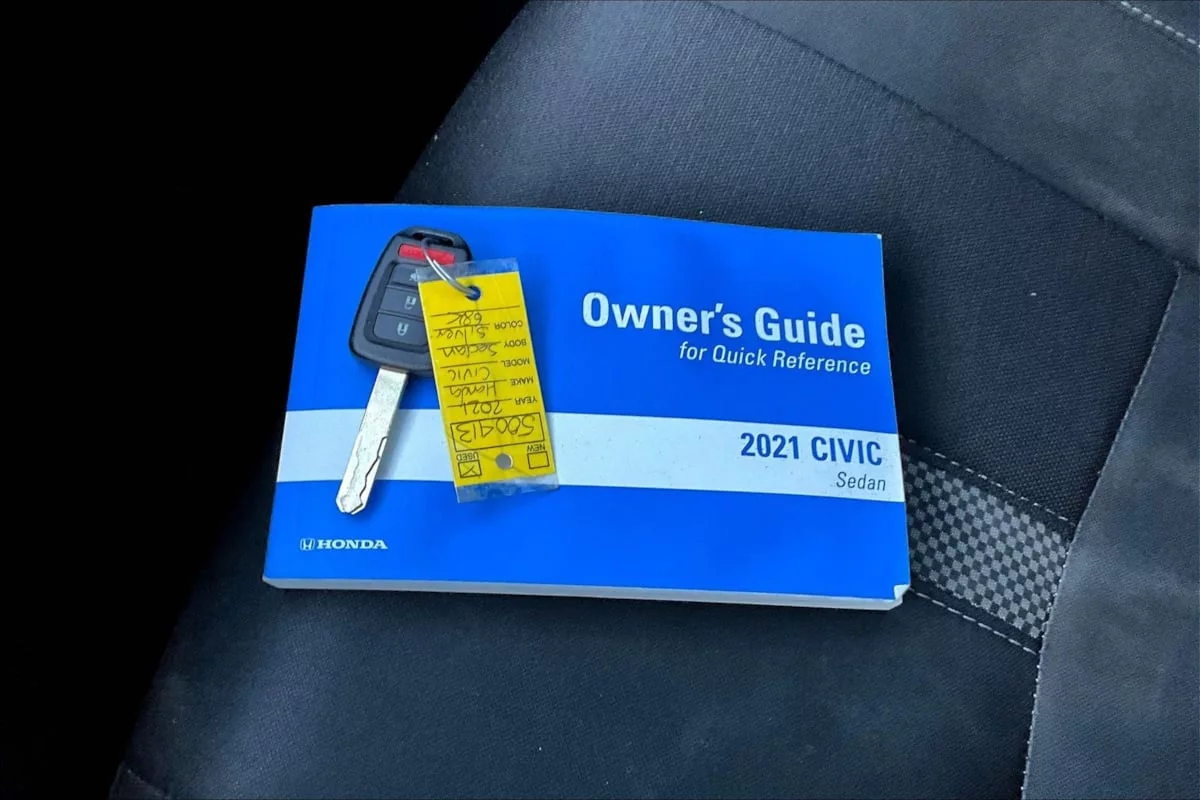 Owner's Guide
for Quick Reference
2021 CIVIC
Sedan
HONDA
NEW
USED
500413
YEAR 2021
MAKE Honda
MODEL Civic
BODY Sedan
COLOR Silver
68K